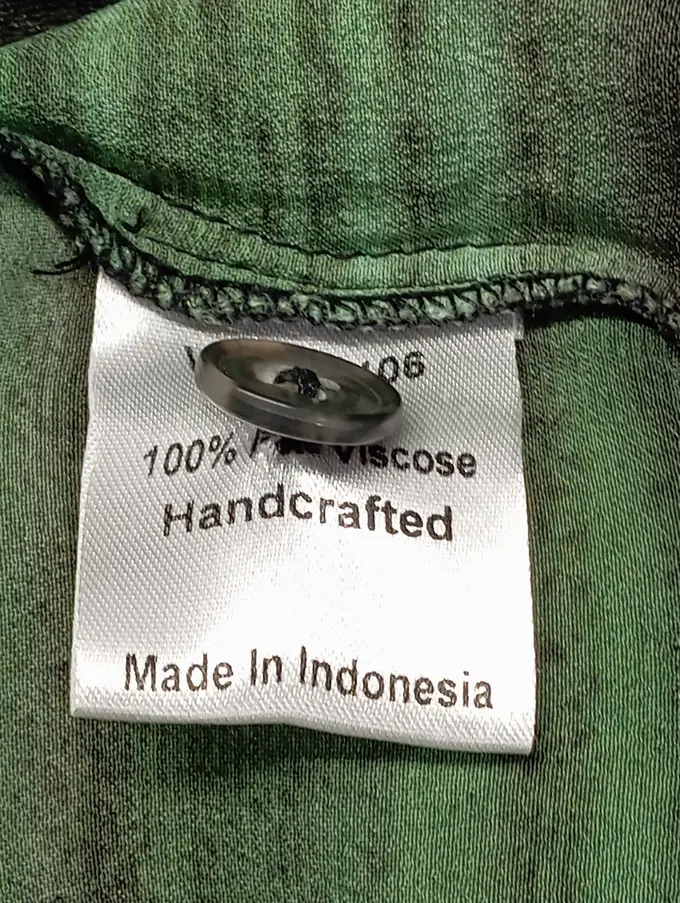 106
100% Viscose
Handcrafted
Made In Indonesia